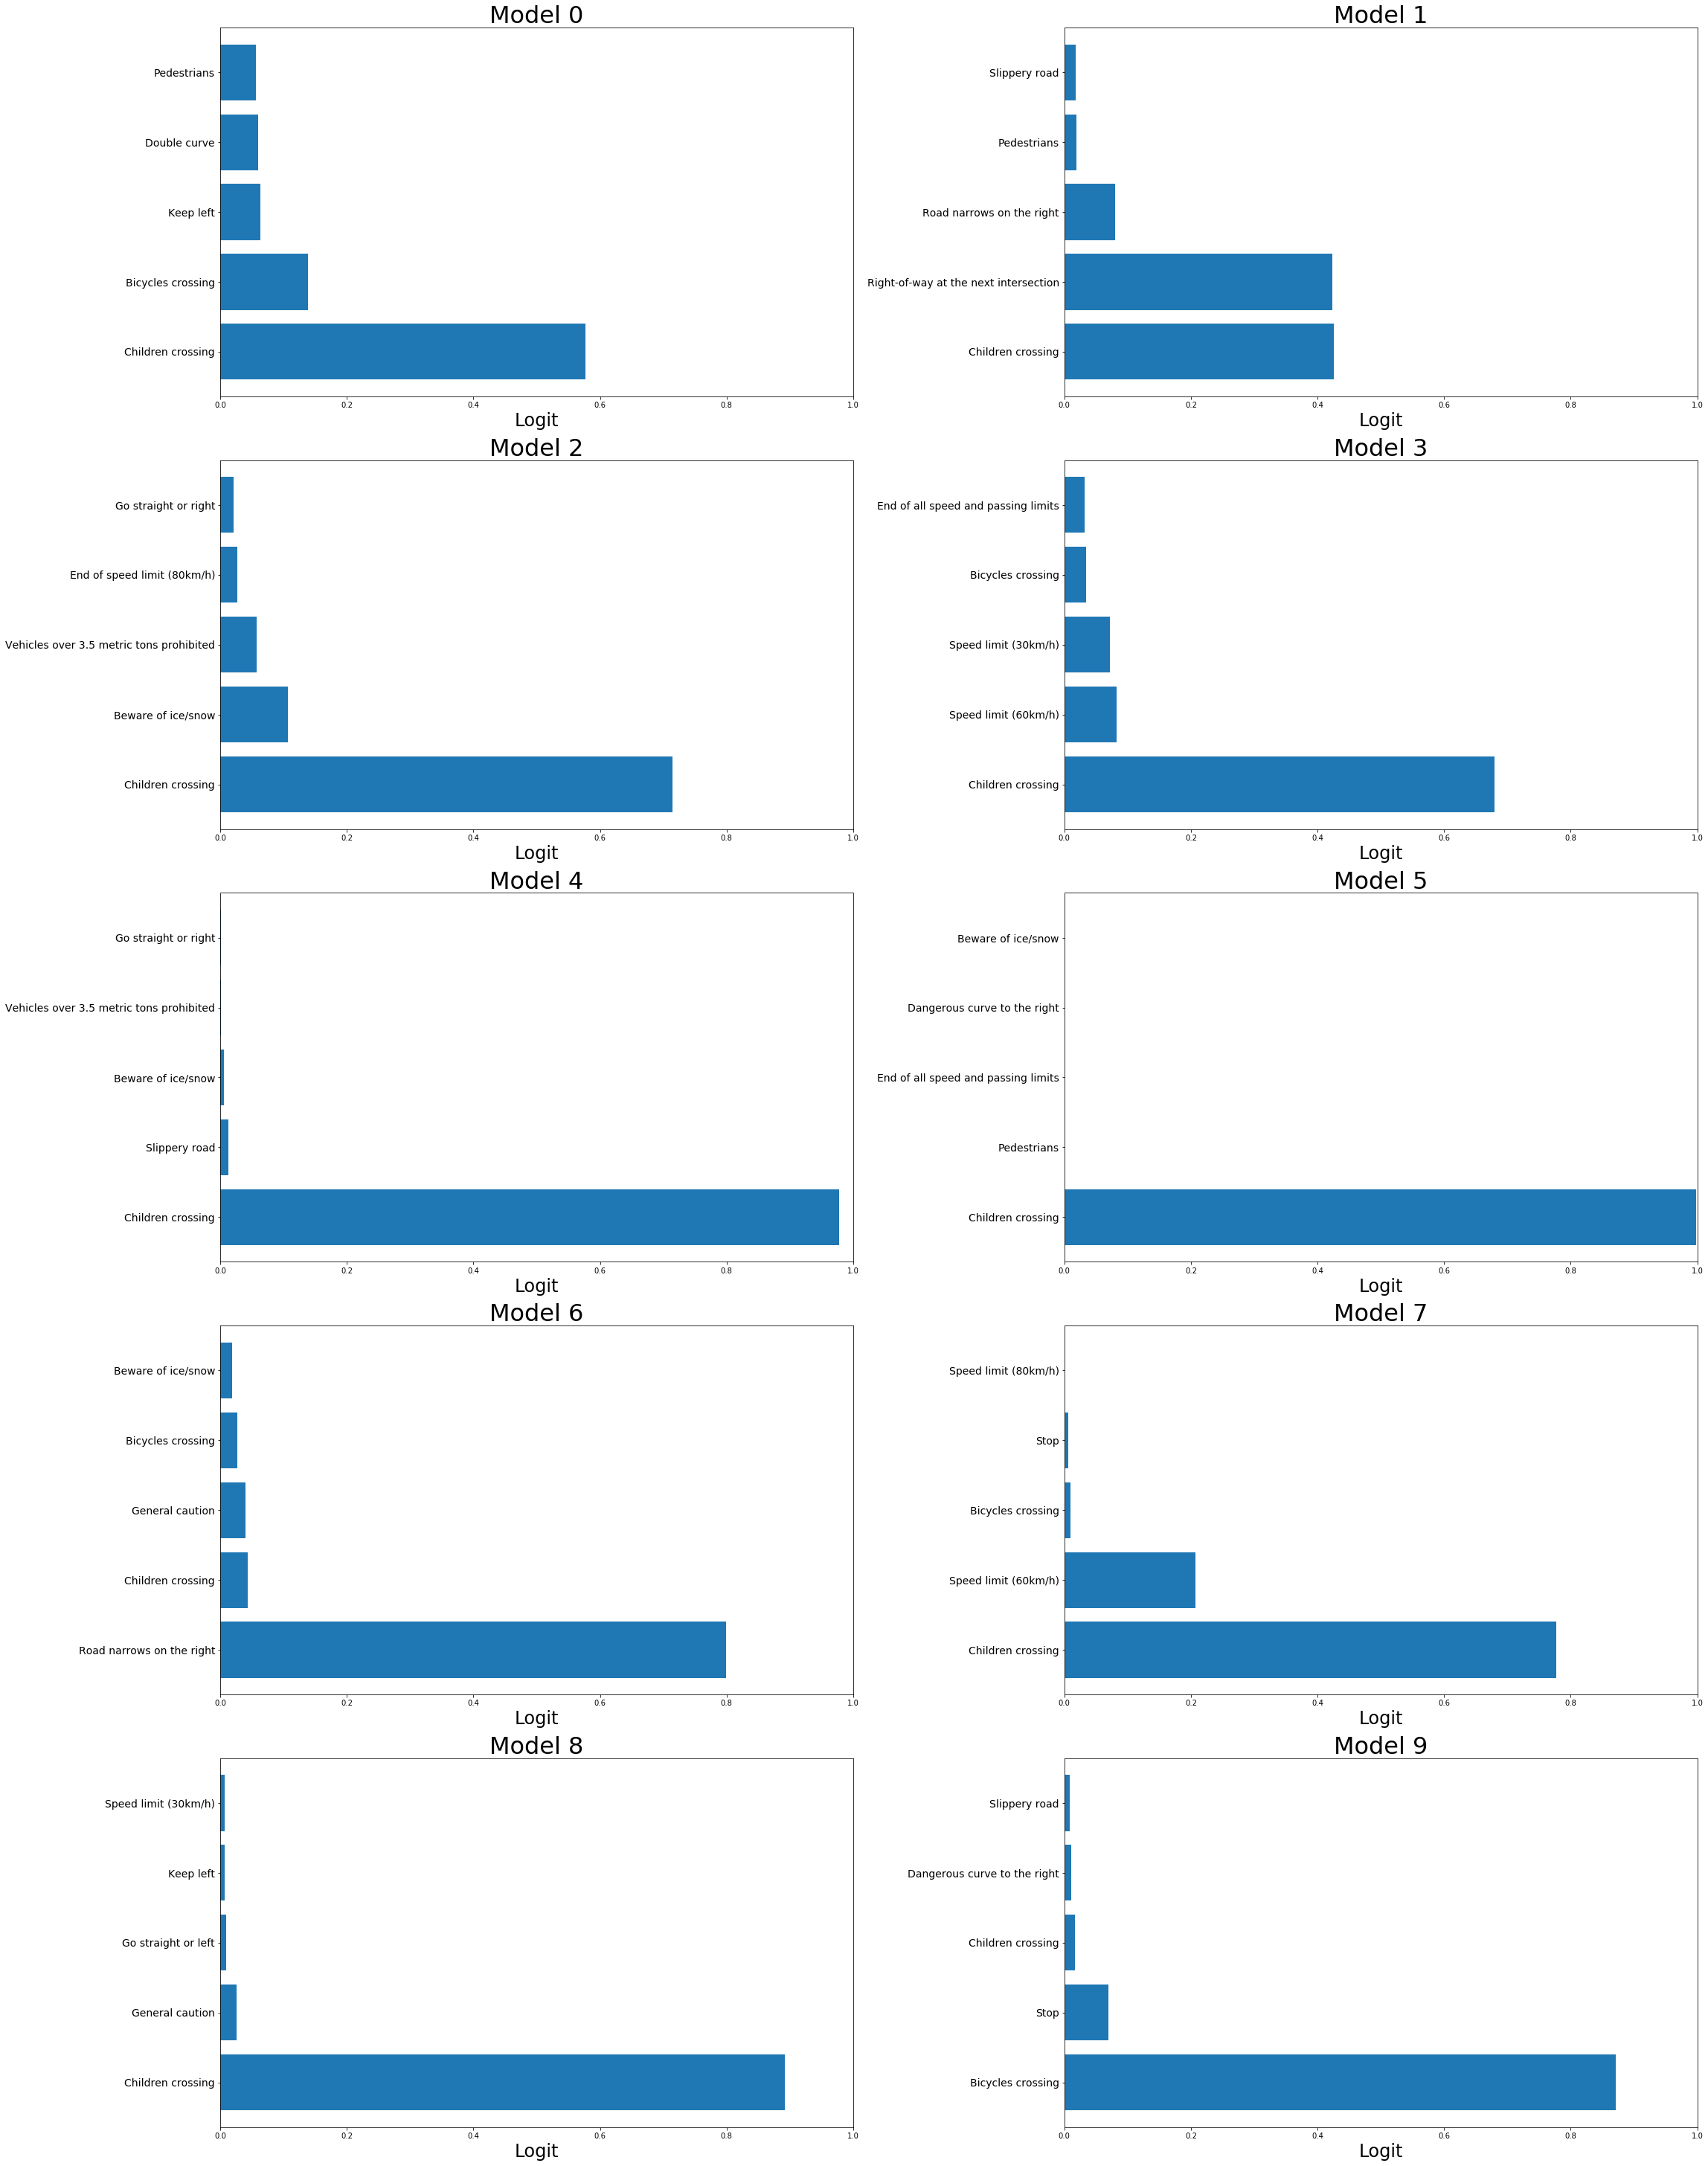 Model 0
Pedestrians
Double curve
Keep left
Bicycles crossing
Children crossing
0.0 0.2 0.4 0.6 0.8 1.0
Logit
Model 1
Slippery road
Pedestrians
Road narrows on the right
Right-of-way at the next intersection
Children crossing
0.0 0.2 0.4 0.6 0.8 1.0
Logit
Model 2
Go straight or right
End of speed limit (80km/h)
Vehicles over 3.5 metric tons prohibited
Beware of ice/snow
Children crossing
0.0 0.2 0.4 0.6 0.8 1.0
Logit
Model 3
End of all speed and passing limits
Bicycles crossing
Speed limit (30km/h)
Speed limit (60km/h)
Children crossing
0.0 0.2 0.4 0.6 0.8 1.0
Logit
Model 4
Go straight or right
Vehicles over 3.5 metric tons prohibited
Beware of ice/snow
Slippery road
Children crossing
0.0 0.2 0.4 0.6 0.8 1.0
Logit
Model 5
Beware of ice/snow
Dangerous curve to the right
End of all speed and passing limits
Pedestrians
Children crossing
0.0 0.2 0.4 0.6 0.8 1.0
Logit
Model 6
Beware of ice/snow
Bicycles crossing
General caution
Children crossing
Road narrows on the right
0.0 0.2 0.4 0.6 0.8 1.0
Logit
Model 7
Speed limit (80km/h)
Stop
Bicycles crossing
Speed limit (60km/h)
Children crossing
0.0 0.2 0.4 0.6 0.8 1.0
Logit
Model 8
Speed limit (30km/h)
Keep left
Go straight or left
General caution
Children crossing
0.0 0.2 0.4 0.6 0.8 1.0
Logit
Model 9
Slippery road
Dangerous curve to the right
Children crossing
Stop
Bicycles crossing
0.0 0.2 0.4 0.6 0.8 1.0
Logit